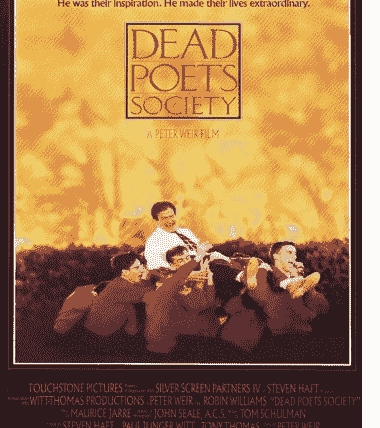 He was their inspiration. He made their lives extraordinary.
DEAD
POETS
SOCIETY
A PETER WEIR FILM
TOUCHSTONE PICTURES SILVER SCREEN PARTNERS IV STEVEN HAFT
WITT-THOMAS PRODUCTIONS PETER WEIR ROBIN WILLIAMS "DEAD POETS SOCIETY"
MAURICE JARRE JOHN SEALE, A.C.S. TOM SCHULMAN
STEVEN HAFT PAUL JUNGER WITT TONY THOMAS PETER WEIR